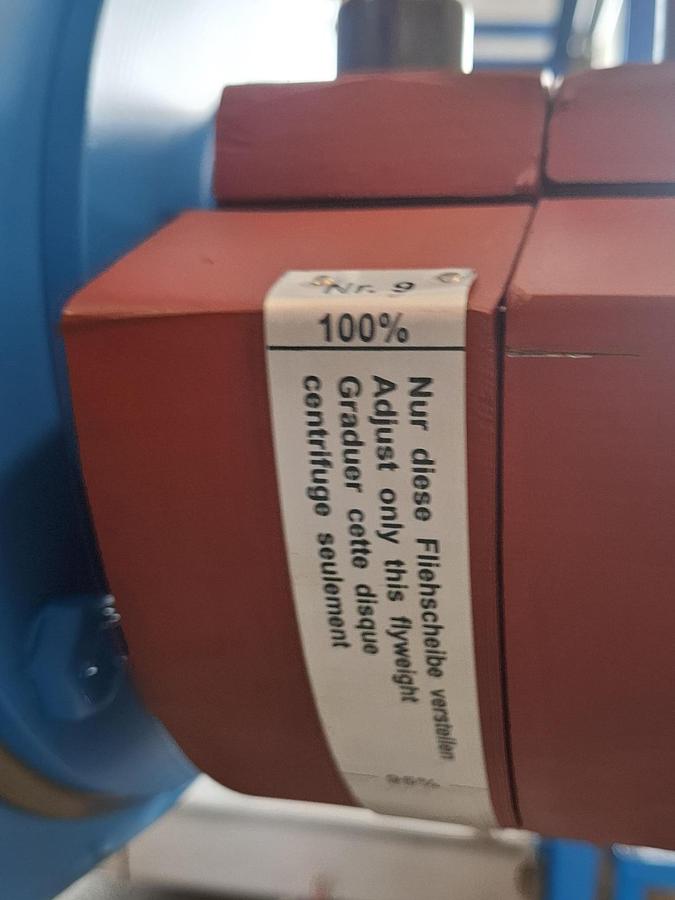 Nr. 9
100%
Nur diese Fliehscheibe verstellen
Adjust only this flyweight
Graduer cette disque
centrifuge seulement